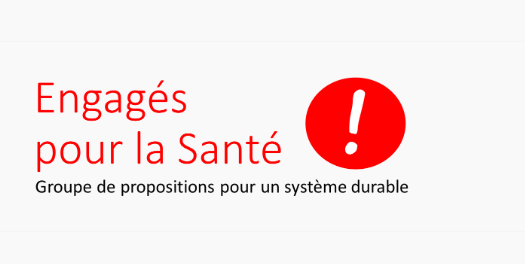 Engagés
pour la Santé
!
Groupe de propositions pour un système durable